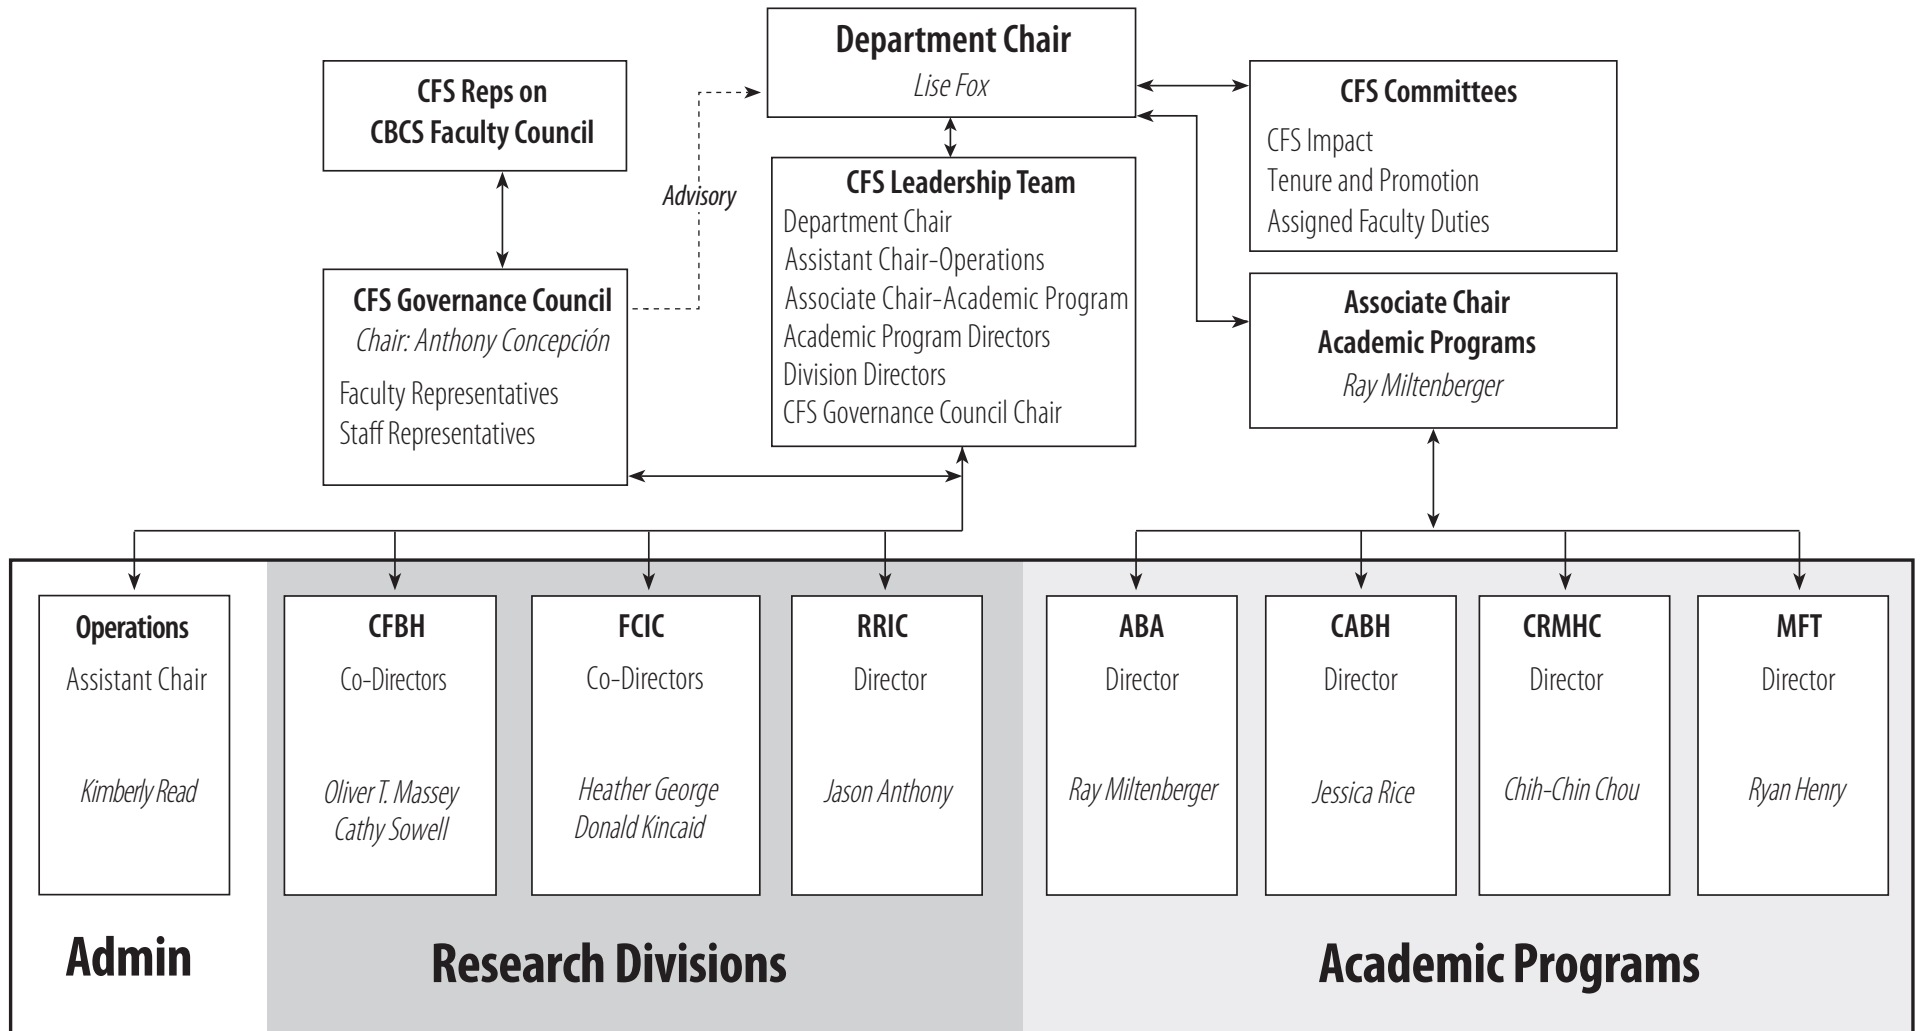 Department Chair
Lise Fox
CFS Reps on
CBCS Faculty Council
CFS Committees
CFS Impact
Tenure and Promotion
Assigned Faculty Duties
Advisory
CFS Leadership Team
Department Chair
Assistant Chair-Operations
Associate Chair-Academic Program
Academic Program Directors
Division Directors
CFS Governance Council Chair
CFS Governance Council
Chair: Anthony Concepción
Faculty Representatives
Staff Representatives
Associate Chair
Academic Programs
Ray Miltenberger
Operations
Assistant Chair
Kimberly Read
CFBH
Co-Directors
Oliver T. Massey
Cathy Sowell
FCIC
Co-Directors
Heather George
Donald Kincaid
RRIC
Director
Jason Anthony
ABA
Director
Ray Miltenberger
CABH
Director
Jessica Rice
CRMHC
Director
Chih-Chin Chou
MFT
Director
Ryan Henry
Admin
Research Divisions
Academic Programs